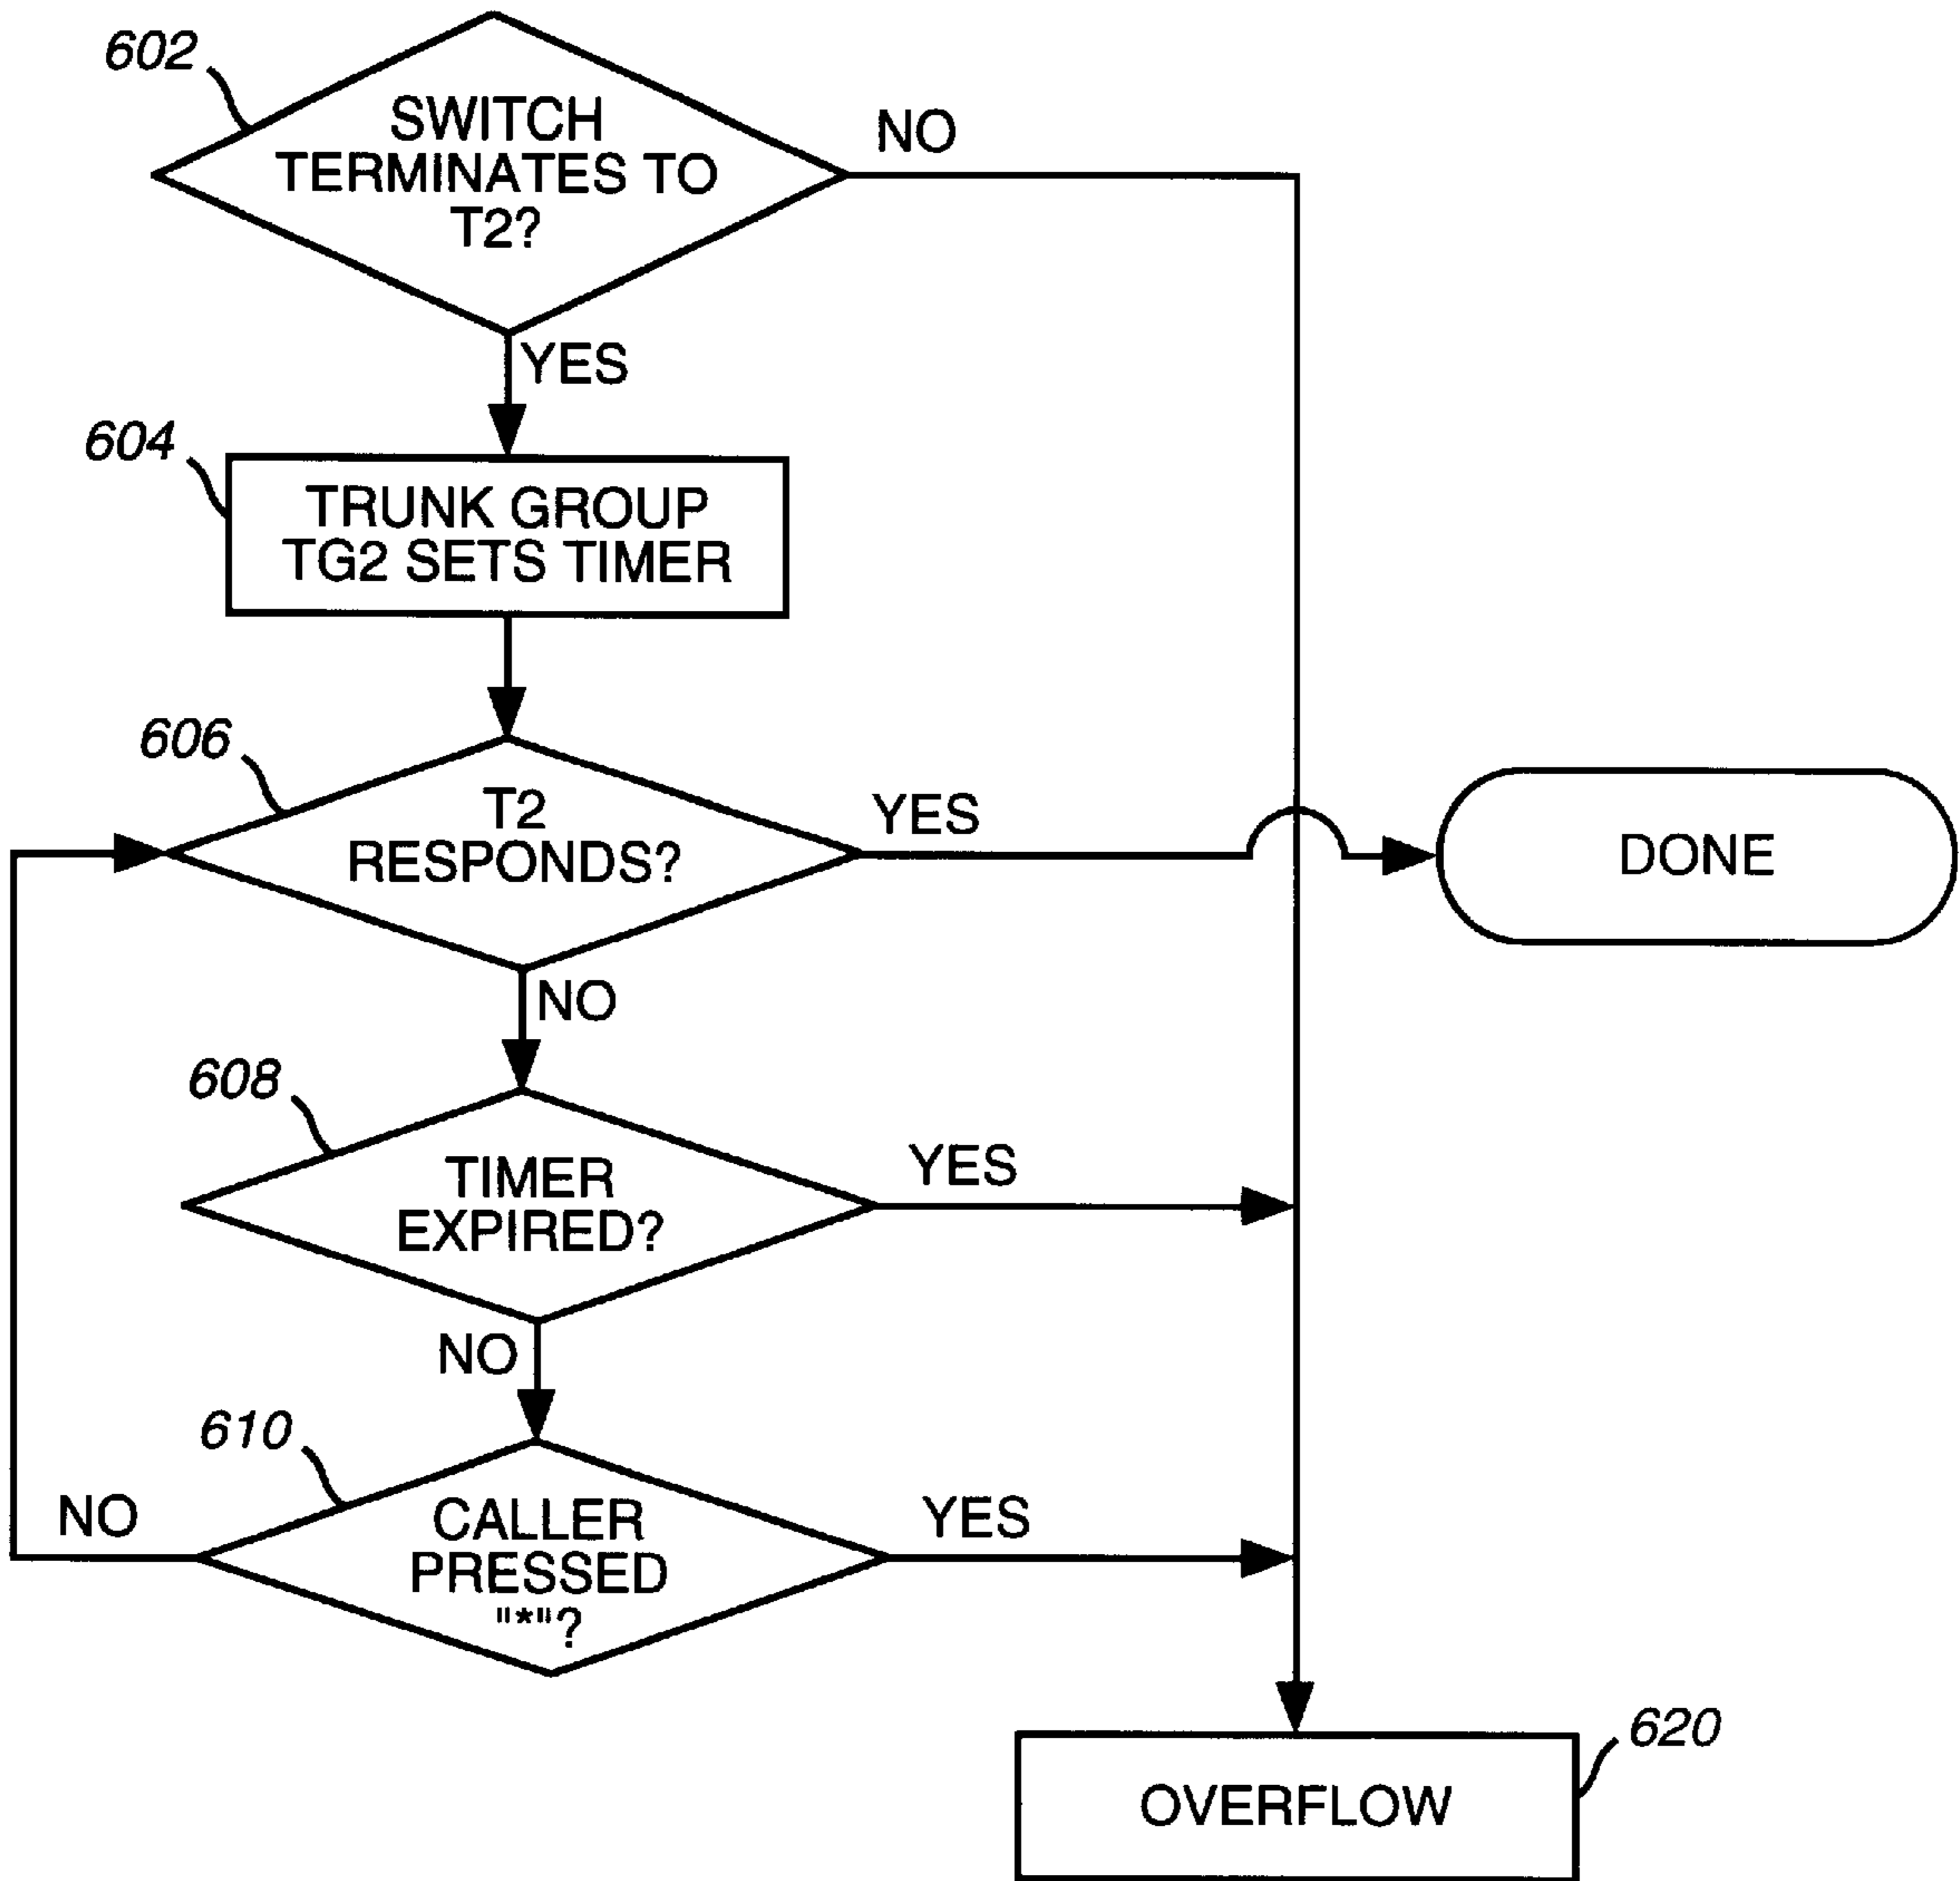 602
SWITCH
TERMINATES TO
T2?
NO
YES
604
TRUNK GROUP
TG2 SETS TIMER
606
T2
RESPONDS?
YES
DONE
NO
608
TIMER
EXPIRED?
YES
NO
610
CALLER
PRESSED
"*"?
NO
YES
620
OVERFLOW